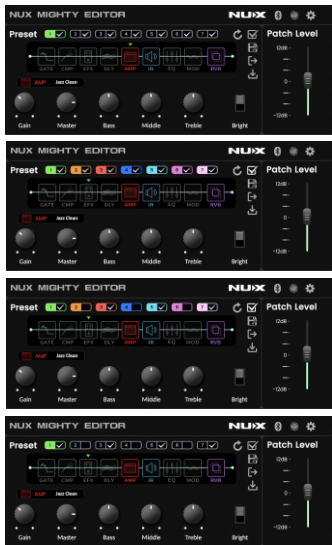 NUX MIGHTY EDITOR NUX
Preset 1 2 3 4 5 6 7 Patch Level
12dB
GATE CMP EFX DLY AMP IR EQ MOD RVB
AMP Jazz Clean
-12dB
Gain Master Bass Middle Treble Bright
NUX MIGHTY EDITOR NUX
Preset 1 2 3 4 5 6 7 Patch Level
12dB
GATE CMP EFX DLY AMP IR EQ MOD RVB
AMP Jazz Clean
-12dB
Gain Master Bass Middle Treble Bright
NUX MIGHTY EDITOR NUX
Preset 1 2 3 4 5 6 7 Patch Level
12dB
GATE CMP EFX DLY AMP IR EQ MOD RVB
AMP Jazz Clean
-12dB
Gain Master Bass Middle Treble Bright
NUX MIGHTY EDITOR NUX
Preset 1 2 3 4 5 6 7 Patch Level
12dB
GATE CMP EFX DLY AMP IR EQ MOD RVB
AMP Jazz Clean
-12dB
Gain Master Bass Middle Treble Bright